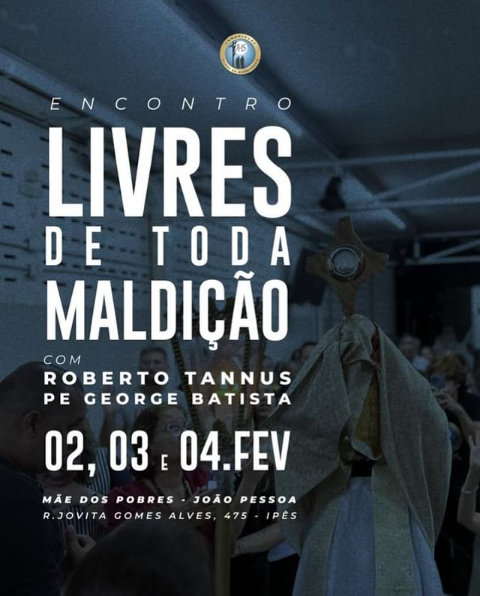 ENCONTRO
LIVRES
DE TODA
MALDIÇÃO
COM
ROBERTO TANNUS
PE GEORGE BATISTA
02, 03 E 04.FEV
MÃE DOS POBRES - JOÃO PESSOA
R.JOVITA GOMES ALVES, 475 - IPÊS